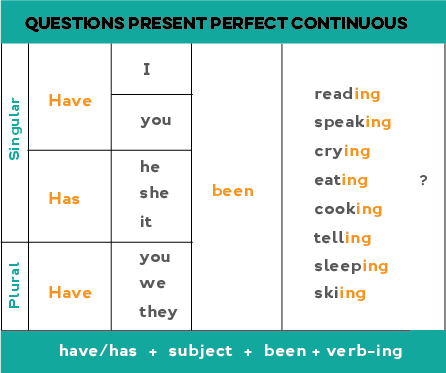 QUESTIONS PRESENT PERFECT CONTINUOUS
Singular
Have
I
you
Has
he
she
it
Plural
Have
you
we
they
been
reading
speaking
crying
eating
cooking
telling
sleeping
skiing
?
have/has + subject + been + verb-ing